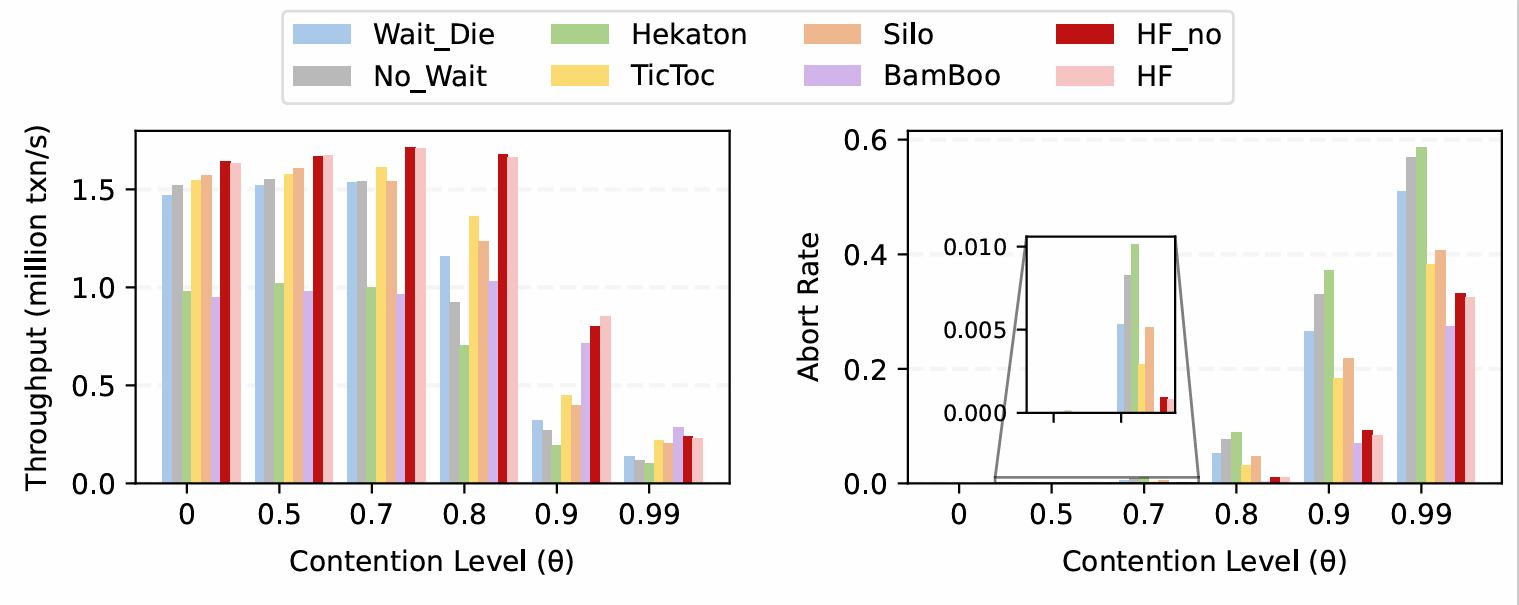 Wait_Die Hekaton Silo HF_no
No_Wait TicToc BamBoo HF
Throughput (million txn/s)
1.5
1.0
0.5
0.0
0 0.5 0.7 0.8 0.9 0.99
Contention Level (θ)
Abort Rate
0.6
0.4
0.2
0.0
0.010
0.005
0.000
0 0.5 0.7 0.8 0.9 0.99
Contention Level (θ)